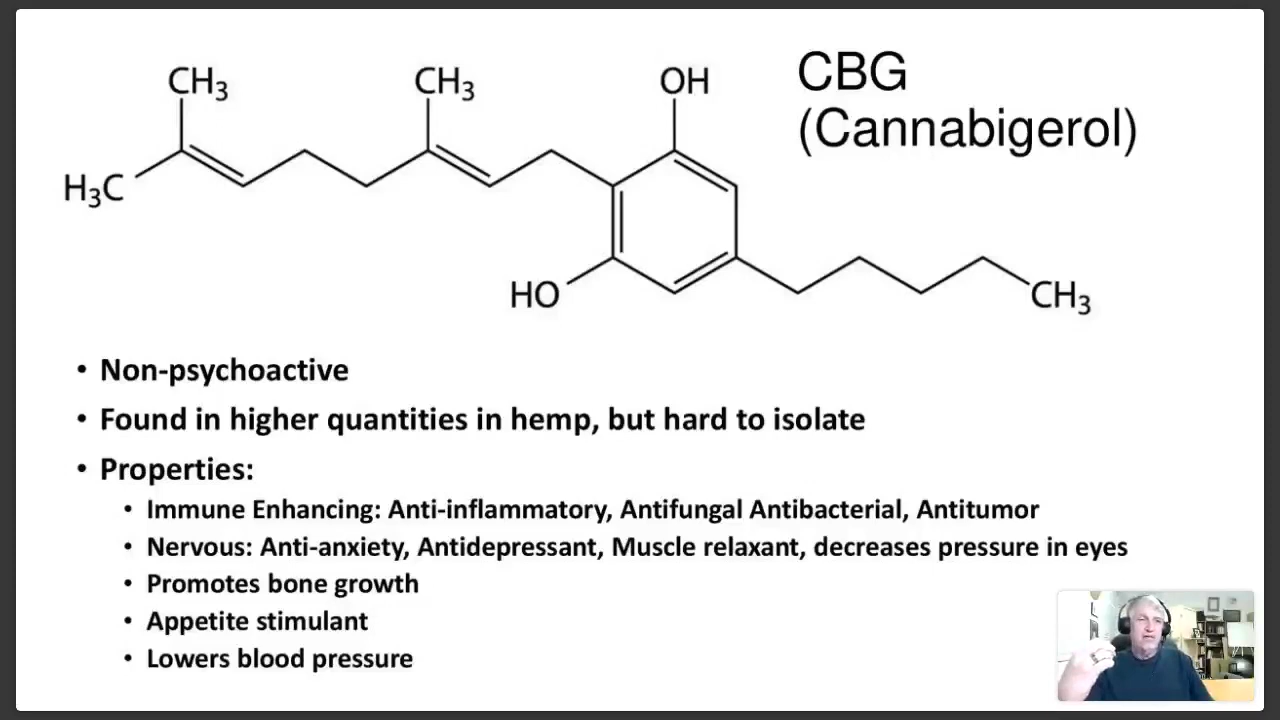 CH₃
CH₃
OH
CBG
(Cannabigerol)
H₃C
HO
CH₃
• Non-psychoactive
• Found in higher quantities in hemp, but hard to isolate
• Properties:
• Immune Enhancing: Anti-inflammatory, Antifungal Antibacterial, Antitumor
• Nervous: Anti-anxiety, Antidepressant, Muscle relaxant, decreases pressure in eyes
• Promotes bone growth
• Appetite stimulant
• Lowers blood pressure